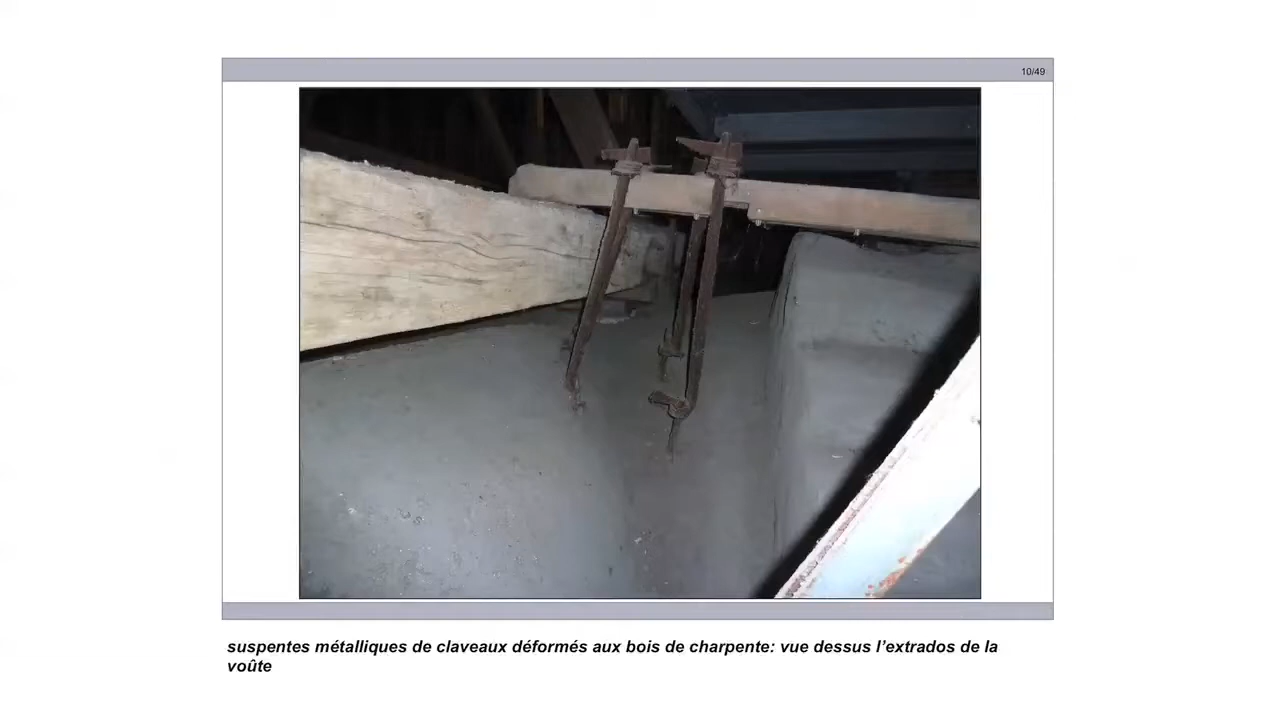 10/49
suspentes métalliques de claveaux déformés aux bois de charpente: vue dessus l’extrados de la
voûte